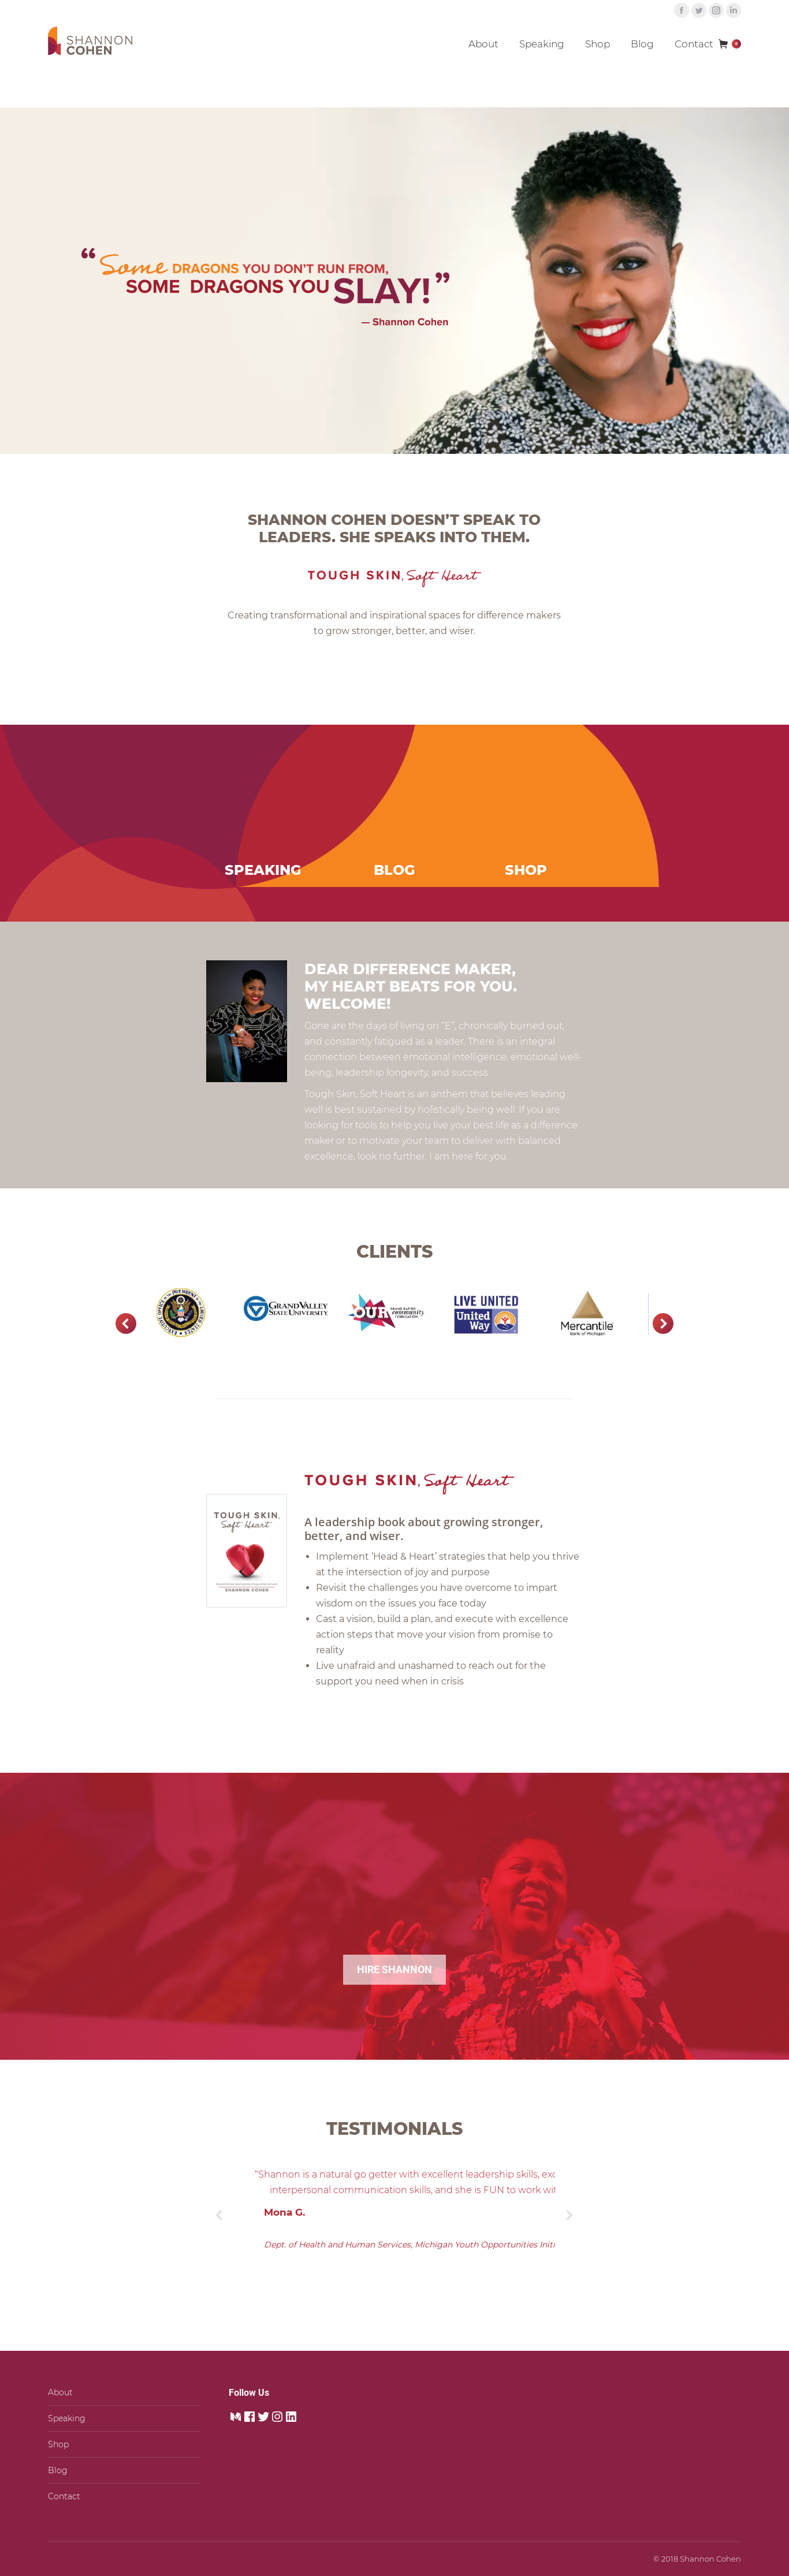 SHANNON
COHEN
About Speaking Shop Blog Contact 0
“Some DRAGONS YOU DON’T RUN FROM,
SOME DRAGONS YOU SLAY!”
— Shannon Cohen
SHANNON COHEN DOESN’T SPEAK TO
LEADERS. SHE SPEAKS INTO THEM.
TOUGH SKIN, Soft Heart
Creating transformational and inspirational spaces for difference makers
to grow stronger, better, and wiser.
SPEAKING BLOG SHOP
DEAR DIFFERENCE MAKER,
MY HEART BEATS FOR YOU.
WELCOME!
Gone are the days of living on “E”, chronically burned out,
and constantly fatigued as a leader. There is an integral
connection between emotional intelligence, emotional well-
being, leadership longevity, and success.
Tough Skin, Soft Heart is an anthem that believes leading
well is best sustained by holistically being well. If you are
looking for tools to help you live your best life as a difference
maker or to motivate your team to deliver with balanced
excellence, look no further. I am here for you.
CLIENTS
GRAND VALLEY
STATE UNIVERSITY
OUR
community
LIVE UNITED
United
Way
Mercantile
Bank of Michigan
TOUGH SKIN, Soft Heart
TOUGH SKIN,
Soft Heart
SHANNON COHEN
A leadership book about growing stronger,
better, and wiser.
• Implement ‘Head & Heart’ strategies that help you thrive
at the intersection of joy and purpose
• Revisit the challenges you have overcome to impart
wisdom on the issues you face today
• Cast a vision, build a plan, and execute with excellence
action steps that move your vision from promise to
reality
• Live unafraid and unashamed to reach out for the
support you need when in crisis
HIRE SHANNON
TESTIMONIALS
“Shannon is a natural go getter with excellent leadership skills, exc
interpersonal communication skills, and she is FUN to work wit
Mona G.
Dept. of Health and Human Services, Michigan Youth Opportunities Initi
About
Speaking
Shop
Blog
Contact
Follow Us
© 2018 Shannon Cohen